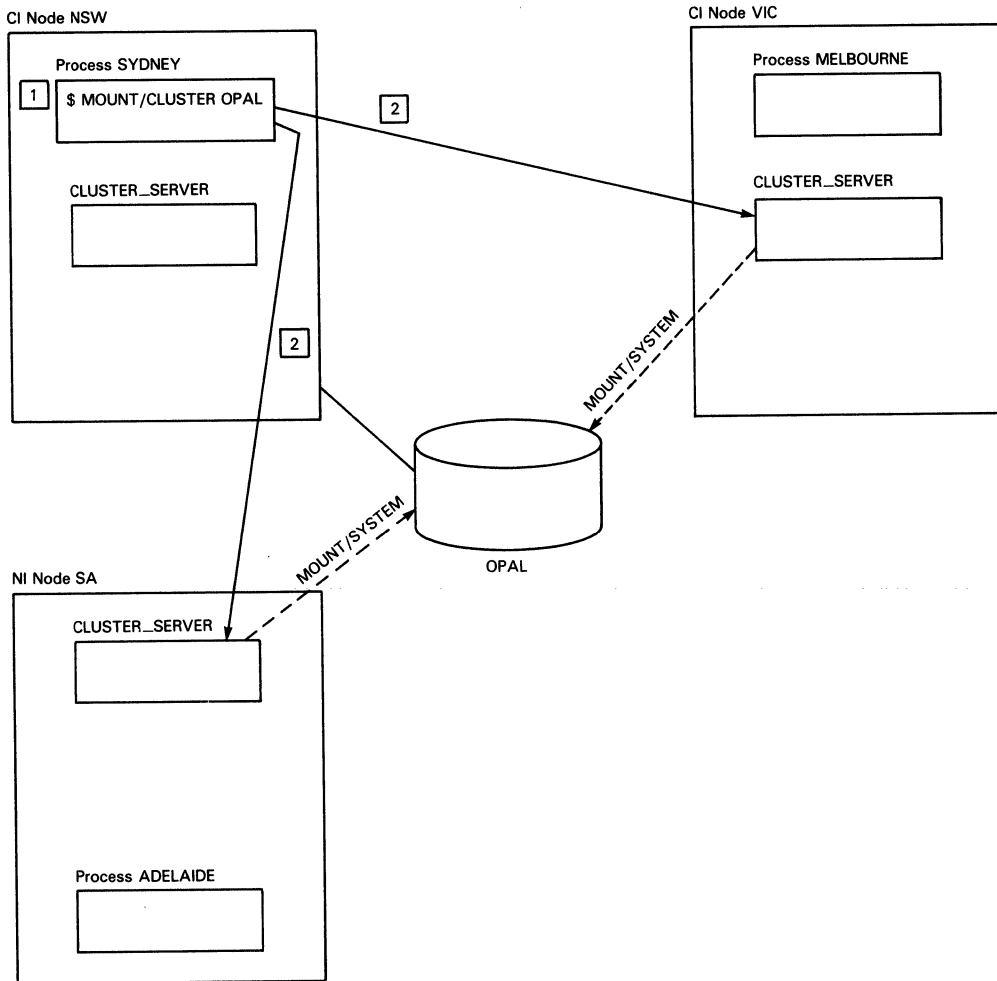 CI Node NSW
Process SYDNEY
1
$ MOUNT/CLUSTER OPAL
CLUSTER_SERVER
2
2
CI Node VIC
Process MELBOURNE
CLUSTER_SERVER
MOUNT/SYSTEM
MOUNT/SYSTEM
OPAL
NI Node SA
CLUSTER_SERVER
Process ADELAIDE